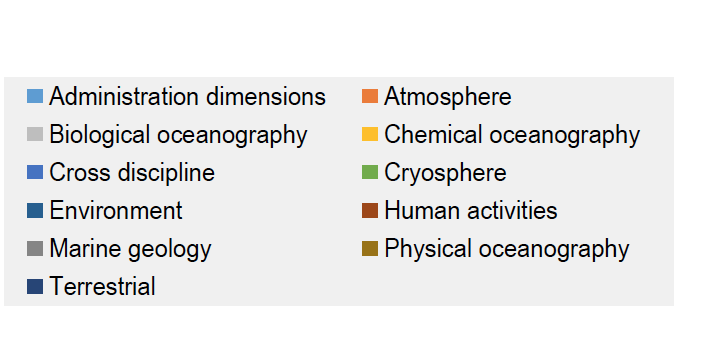 Administration dimensions
Atmosphere
Biological oceanography
Chemical oceanography
Cross discipline
Cryosphere
Environment
Human activities
Marine geology
Physical oceanography
Terrestrial